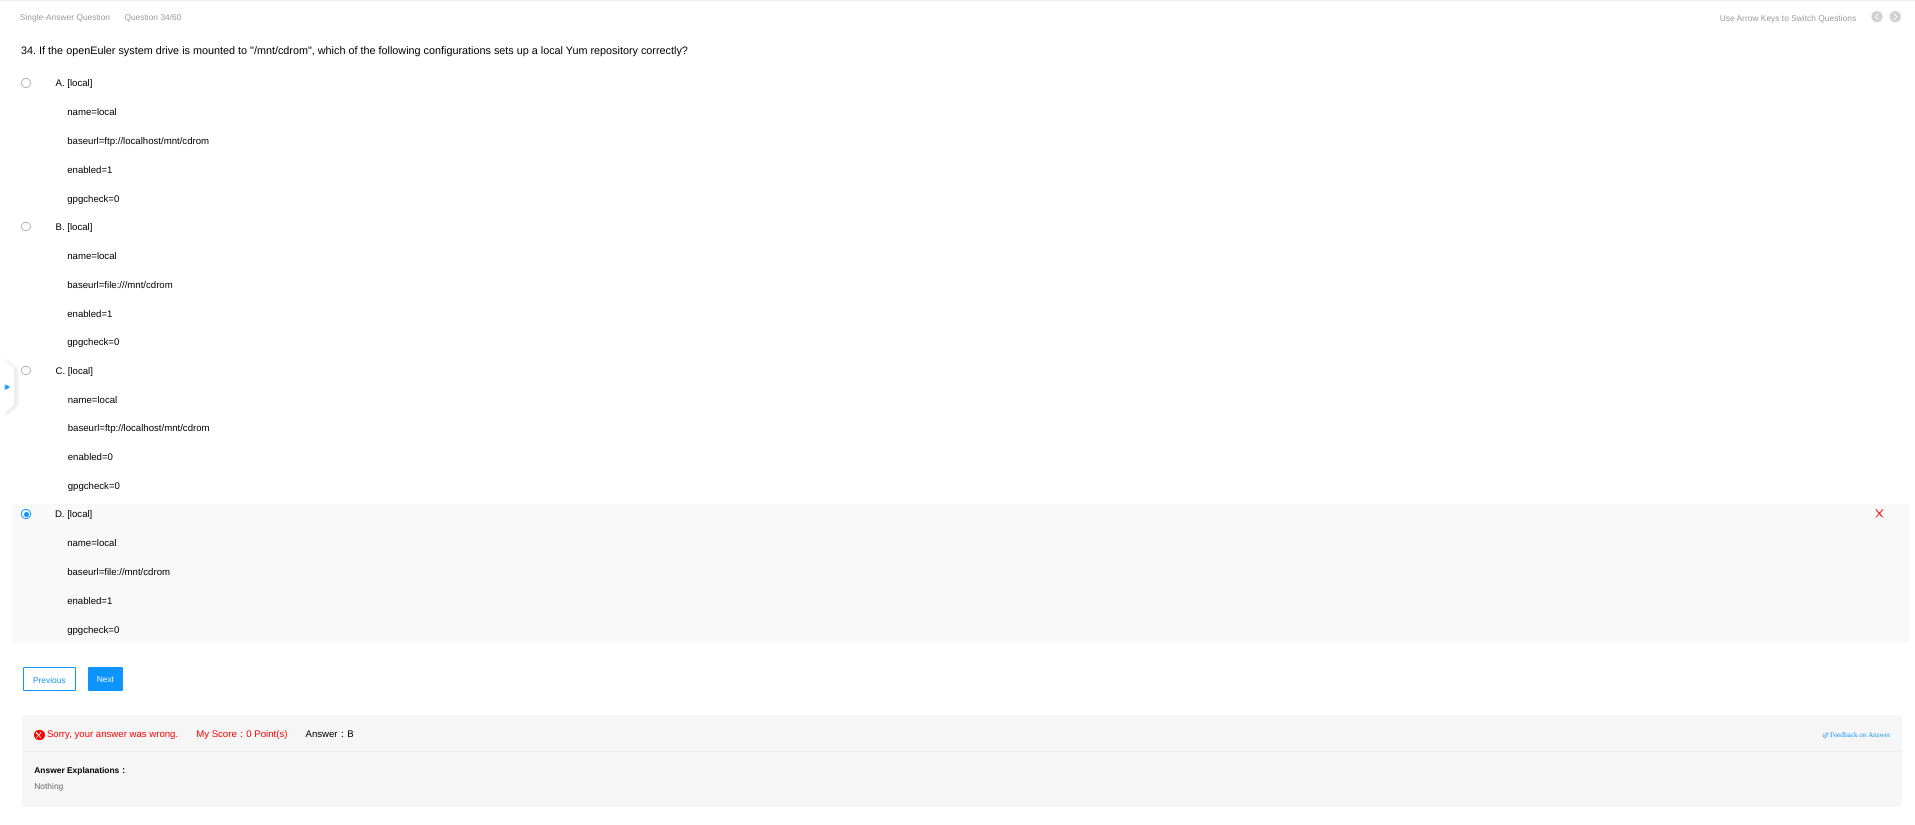 Single-Answer Question Question 34/60 Use Arrow Keys to Switch Questions
34. If the openEuler system drive is mounted to "/mnt/cdrom", which of the following configurations sets up a local Yum repository correctly?
A. [local]
name=local
baseurl=ftp://localhost/mnt/cdrom
enabled=1
gpgcheck=0
B. [local]
name=local
baseurl=file:///mnt/cdrom
enabled=1
gpgcheck=0
C. [local]
name=local
baseurl=ftp://localhost/mnt/cdrom
enabled=0
gpgcheck=0
D. [local]
name=local
baseurl=file://mnt/cdrom
enabled=1
gpgcheck=0
Previous Next
Sorry, your answer was wrong. My Score：0 Point(s) Answer：B Feedback on Answer
Answer Explanations：
Nothing